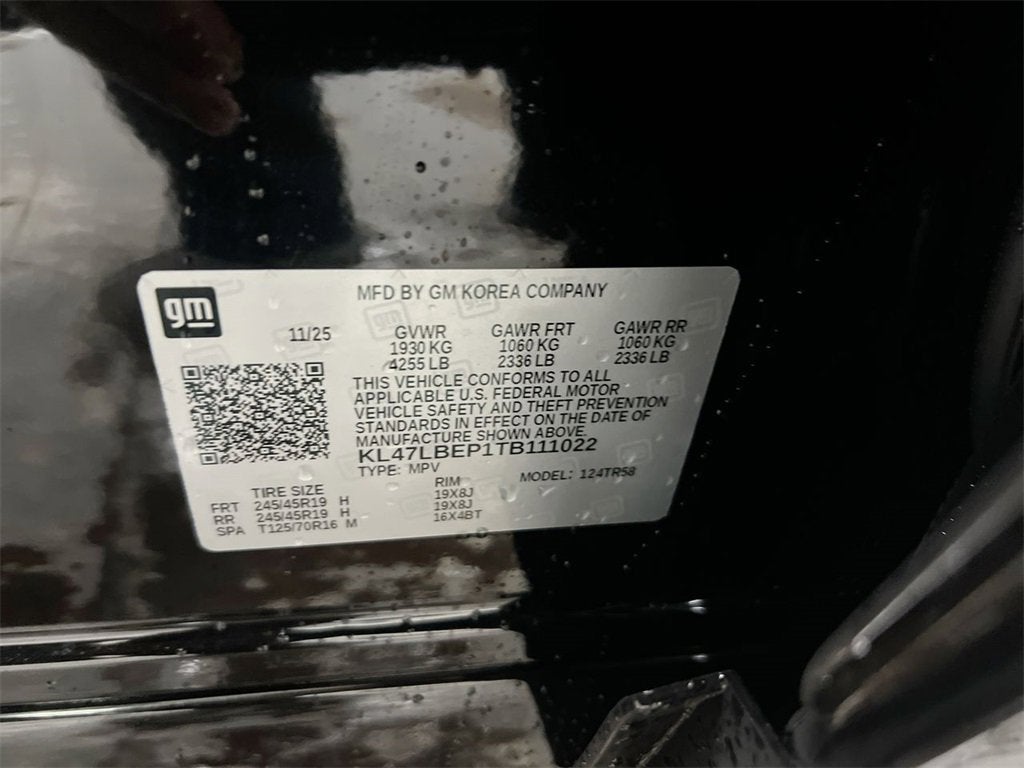 gm
MFD BY GM KOREA COMPANY
11/25 GVWR GAWR FRT GAWR RR
1930 KG 1060 KG 1060 KG
4255 LB 2336 LB 2336 LB
THIS VEHICLE CONFORMS TO ALL
APPLICABLE U.S. FEDERAL MOTOR
VEHICLE SAFETY AND THEFT PREVENTION
STANDARDS IN EFFECT ON THE DATE OF
MANUFACTURE SHOWN ABOVE.
KL47LBEP1TB111022
TYPE: MPV MODEL: 124TR58
TIRE SIZE RIM
FRT 245/45R19 H 19X8J
RR 245/45R19 H 19X8J
SPA T125/70R16 M 16X4BT